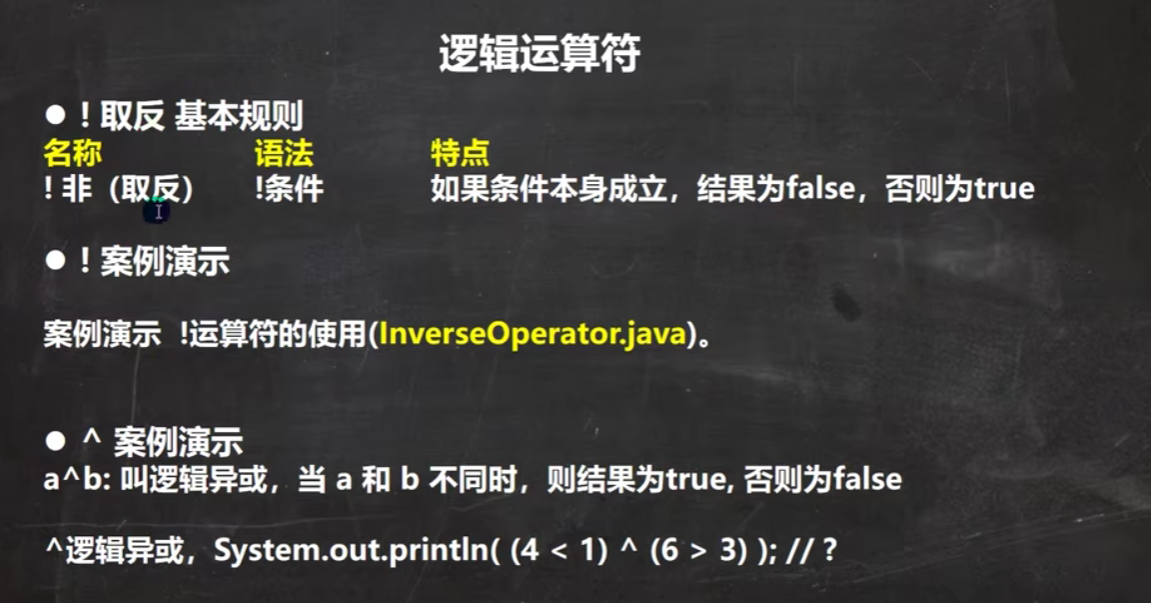 逻辑运算符
● ! 取反 基本规则
名称 语法 特点
! 非（取反） !条件 如果条件本身成立，结果为false，否则为true
● ! 案例演示
案例演示 !运算符的使用(InverseOperator.java)。
● ^ 案例演示
a^b: 叫逻辑异或，当 a 和 b 不同时，则结果为true, 否则为false
^逻辑异或，System.out.println( (4 < 1) ^ (6 > 3) ); // ?